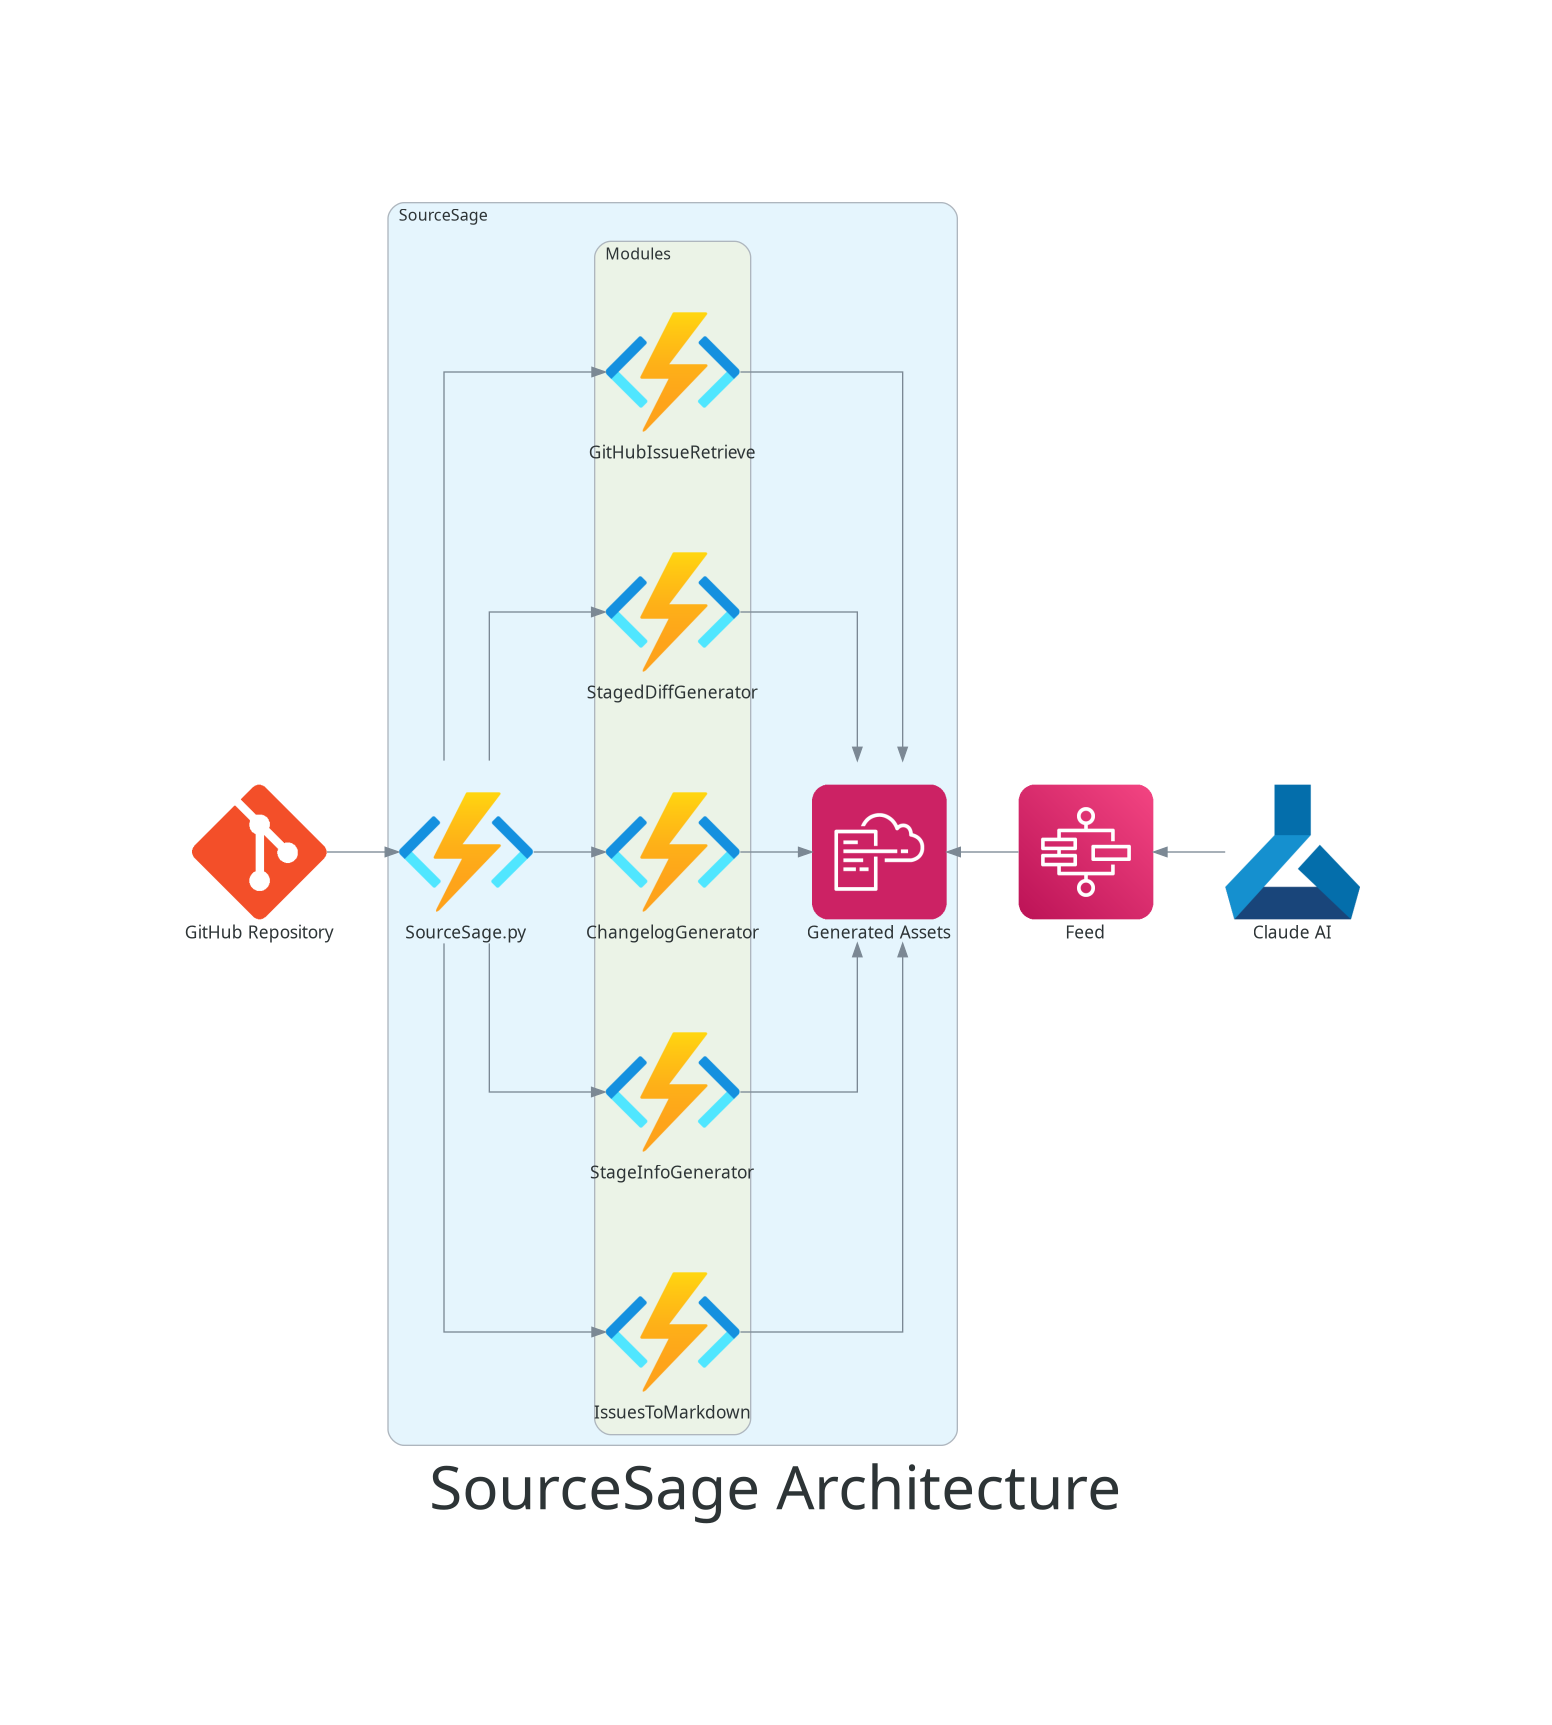 SourceSage
Modules
GitHubIssueRetrieve
StagedDiffGenerator
GitHub Repository
SourceSage.py
ChangelogGenerator
Generated Assets
Feed
Claude AI
StageInfoGenerator
IssuesToMarkdown
SourceSage Architecture